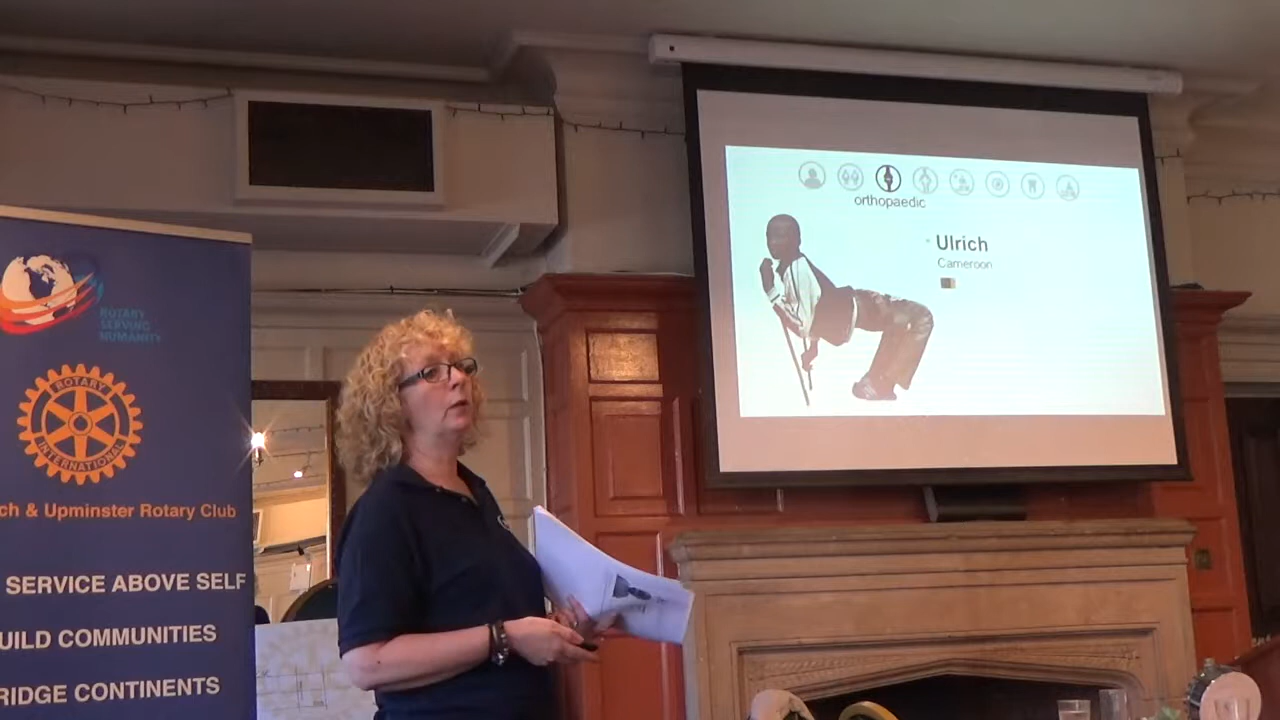 ROTARY
SERVING
HUMANITY
ROTARY
INTERNATIONAL
ch & Upminster Rotary Club
SERVICE ABOVE SELF
UILD COMMUNITIES
RIDGE CONTINENTS
orthopaedic
Ulrich
Cameroon